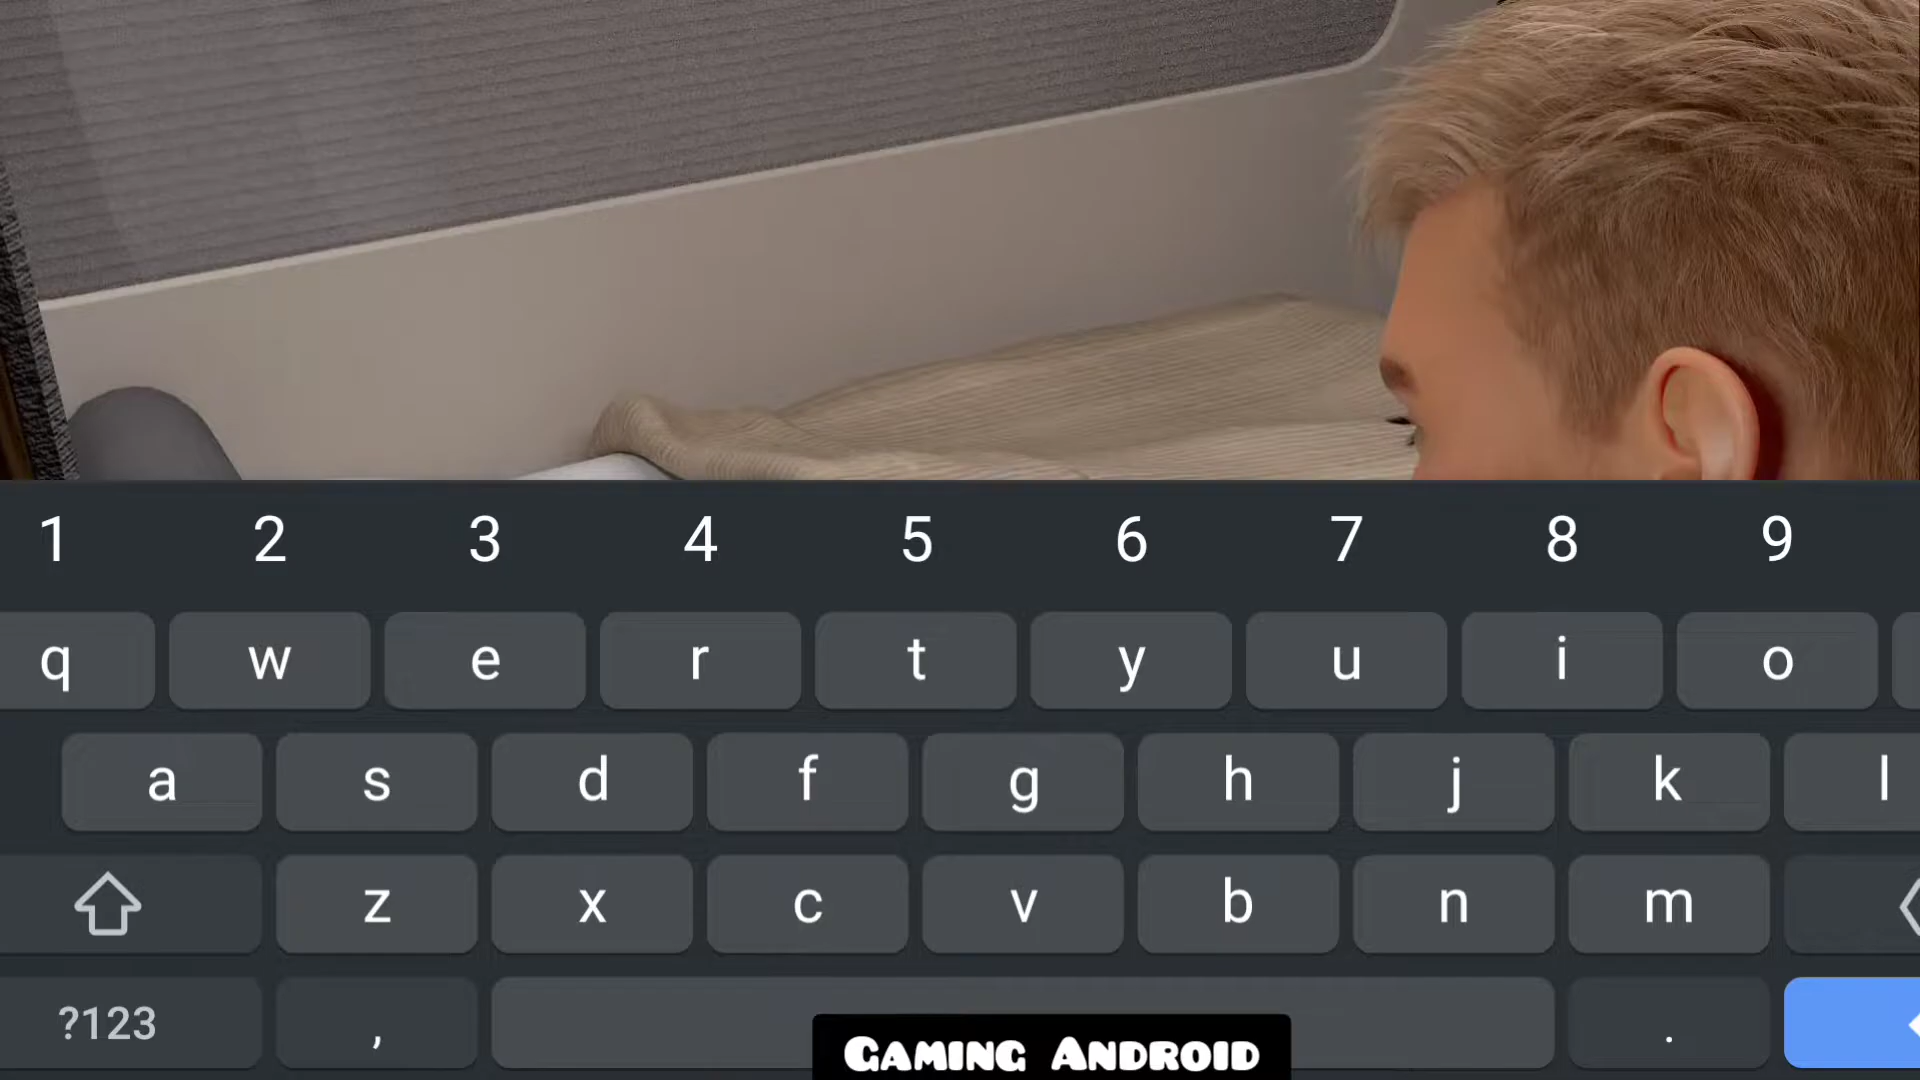 1 2 3 4 5 6 7 8 9
q w e r t y u i o
a s d f g h j k l
z x c v b n m
?123 , .
GAMING ANDROID